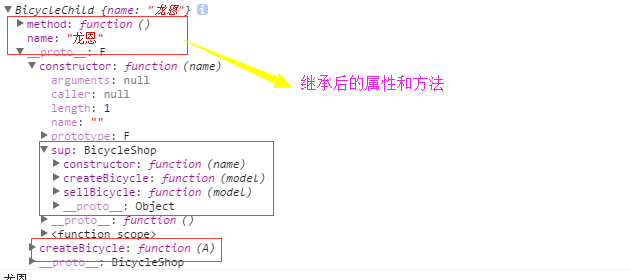 ▼ BicycleChild {name: "龙恩"} i
▶ method: function ()
name: "龙恩"
▼ __proto__: F
▼ constructor: function (name)
arguments: null
caller: null
length: 1
name: ""
▶ prototype: F
▼ sup: BicycleShop
▶ constructor: function (name)
▶ createBicycle: function (model)
▶ sellBicycle: function (model)
▶ __proto__: Object
▶ __proto__: function ()
▶ <function scope>
▶ createBicycle: function (A)
▶ __proto__: BicycleShop
继承后的属性和方法
龙恩